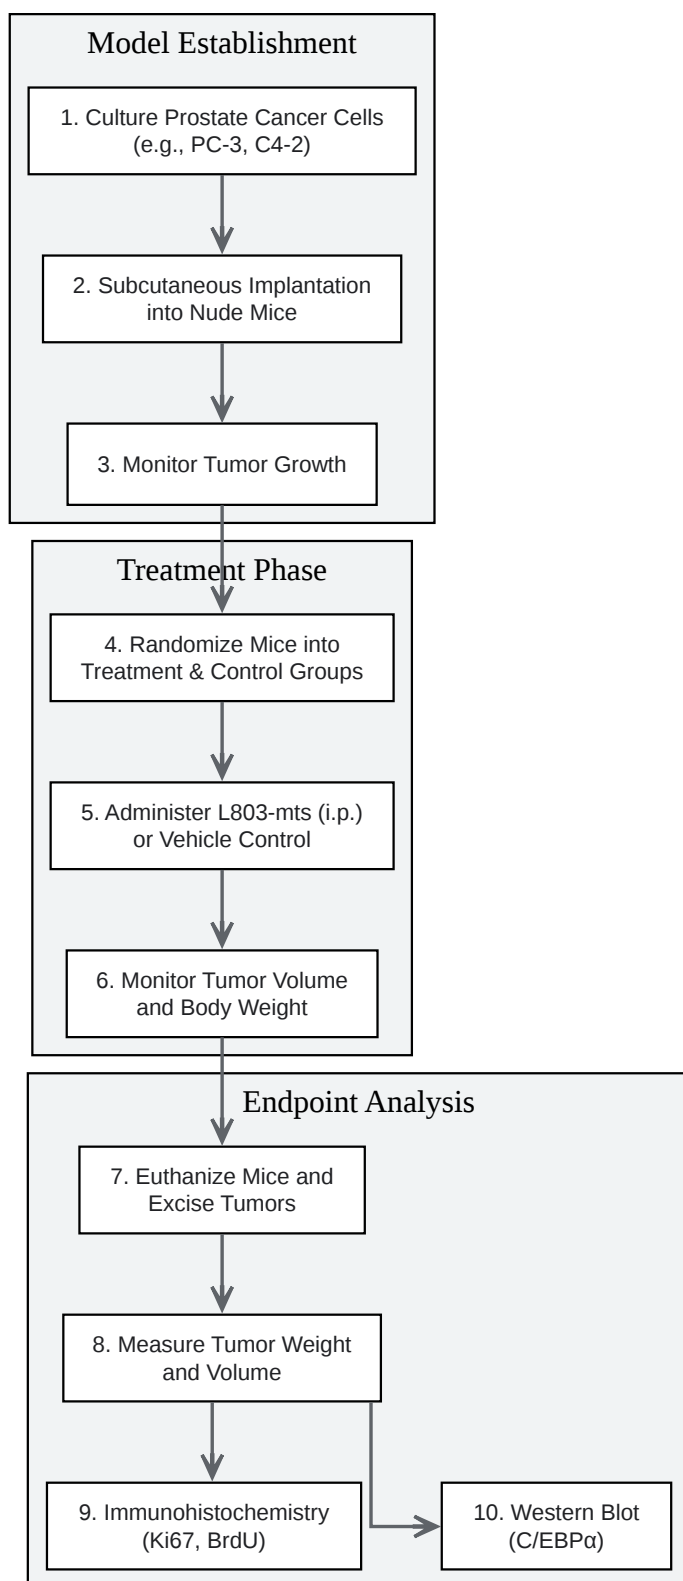 Model Establishment
1. Culture Prostate Cancer Cells
(e.g., PC-3, C4-2)
2. Subcutaneous Implantation
into Nude Mice
3. Monitor Tumor Growth
Treatment Phase
4. Randomize Mice into
Treatment & Control Groups
5. Administer L803-mts (i.p.)
or Vehicle Control
6. Monitor Tumor Volume
and Body Weight
Endpoint Analysis
7. Euthanize Mice and
Excise Tumors
8. Measure Tumor Weight
and Volume
9. Immunohistochemistry
(Ki67, BrdU)
10. Western Blot
(C/EBPα)